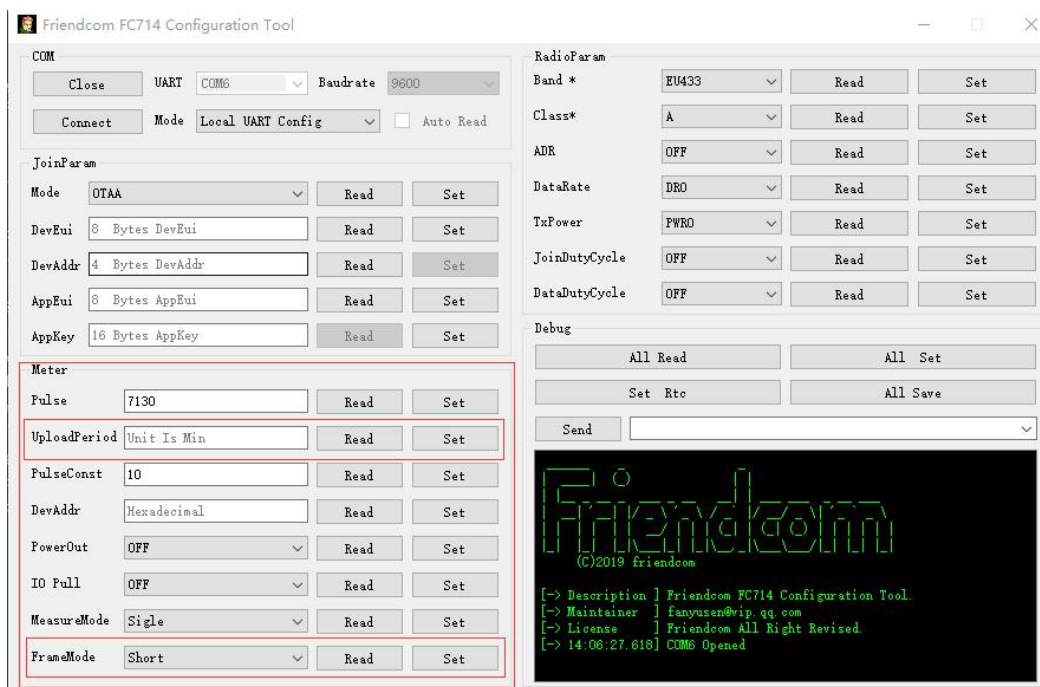 Friendcom FC714 Configuration Tool
COM
Close UART COM6 Baudrate 9600
Connect Mode Local UART Config Auto Read
JoinParam
Mode OTAA Read Set
DevEui 8 Bytes DevEui Read Set
DevAddr 4 Bytes DevAddr Read Set
AppEui 8 Bytes AppEui Read Set
AppKey 16 Bytes AppKey Read Set
Meter
Pulse 7130 Read Set
UploadPeriod Unit Is Min Read Set
PulseConst 10 Read Set
DevAddr Hexadecimal Read Set
PowerOut OFF Read Set
IO Pull OFF Read Set
MeasureMode Sigle Read Set
FrameMode Short Read Set
RadioParam
Band * EU433 Read Set
Class* A Read Set
ADR OFF Read Set
DataRate DR0 Read Set
TxPower PWR0 Read Set
JoinDutyCycle OFF Read Set
DataDutyCycle OFF Read Set
Debug
All Read All Set
Set Rtc All Save
Send
Friendcom
(C)2019 friendcom
[-> Description ] Friendcom FC714 Configuration Tool.
[-> Maintainer ] fanyusen@vip.qq.com
[-> License ] Friendcom All Right Revised.
[-> 14:06:27.618] COM6 Opened